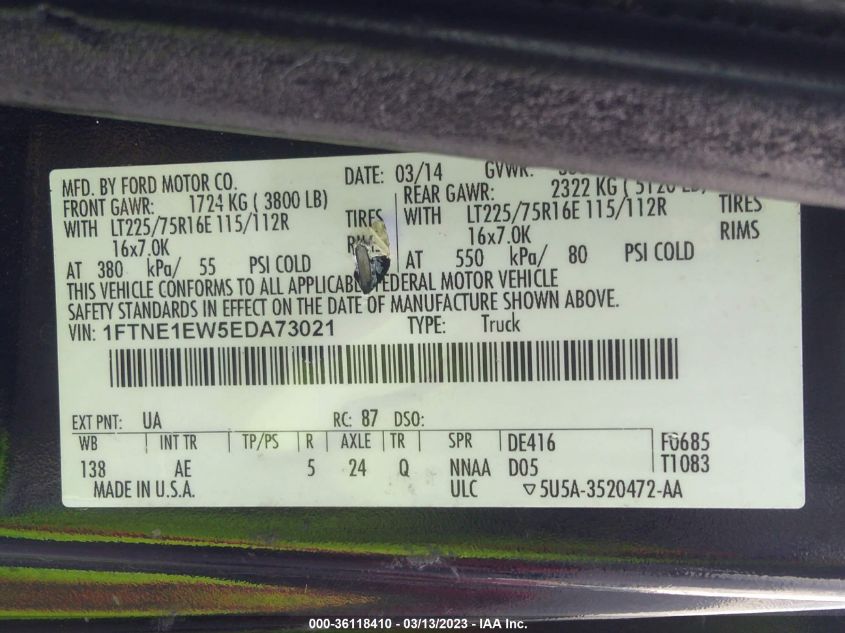 MFD. BY FORD MOTOR CO. DATE: 03/14 GVWR:
FRONT GAWR: 1724 KG ( 3800 LB) REAR GAWR: 2322 KG ( 5120 LB)
WITH LT225/75R16E 115/112R TIRES WITH LT225/75R16E 115/112R TIRES
16x7.0K 16x7.0K RIMS
AT 380 kPa/ 55 PSI COLD AT 550 kPa/ 80 PSI COLD
THIS VEHICLE CONFORMS TO ALL APPLICABLE FEDERAL MOTOR VEHICLE
SAFETY STANDARDS IN EFFECT ON THE DATE OF MANUFACTURE SHOWN ABOVE.
VIN: 1FTNE1EW5EDA73021 TYPE: Truck
EXT PNT: UA RC: 87 DSO:
WB INT TR TP/PS R AXLE TR SPR DE416 F0685
138 AE 5 24 Q NNAA D05 T1083
MADE IN U.S.A. ULC ▽5U5A-3520472-AA
000-36118410 - 03/13/2023 - IAA Inc.